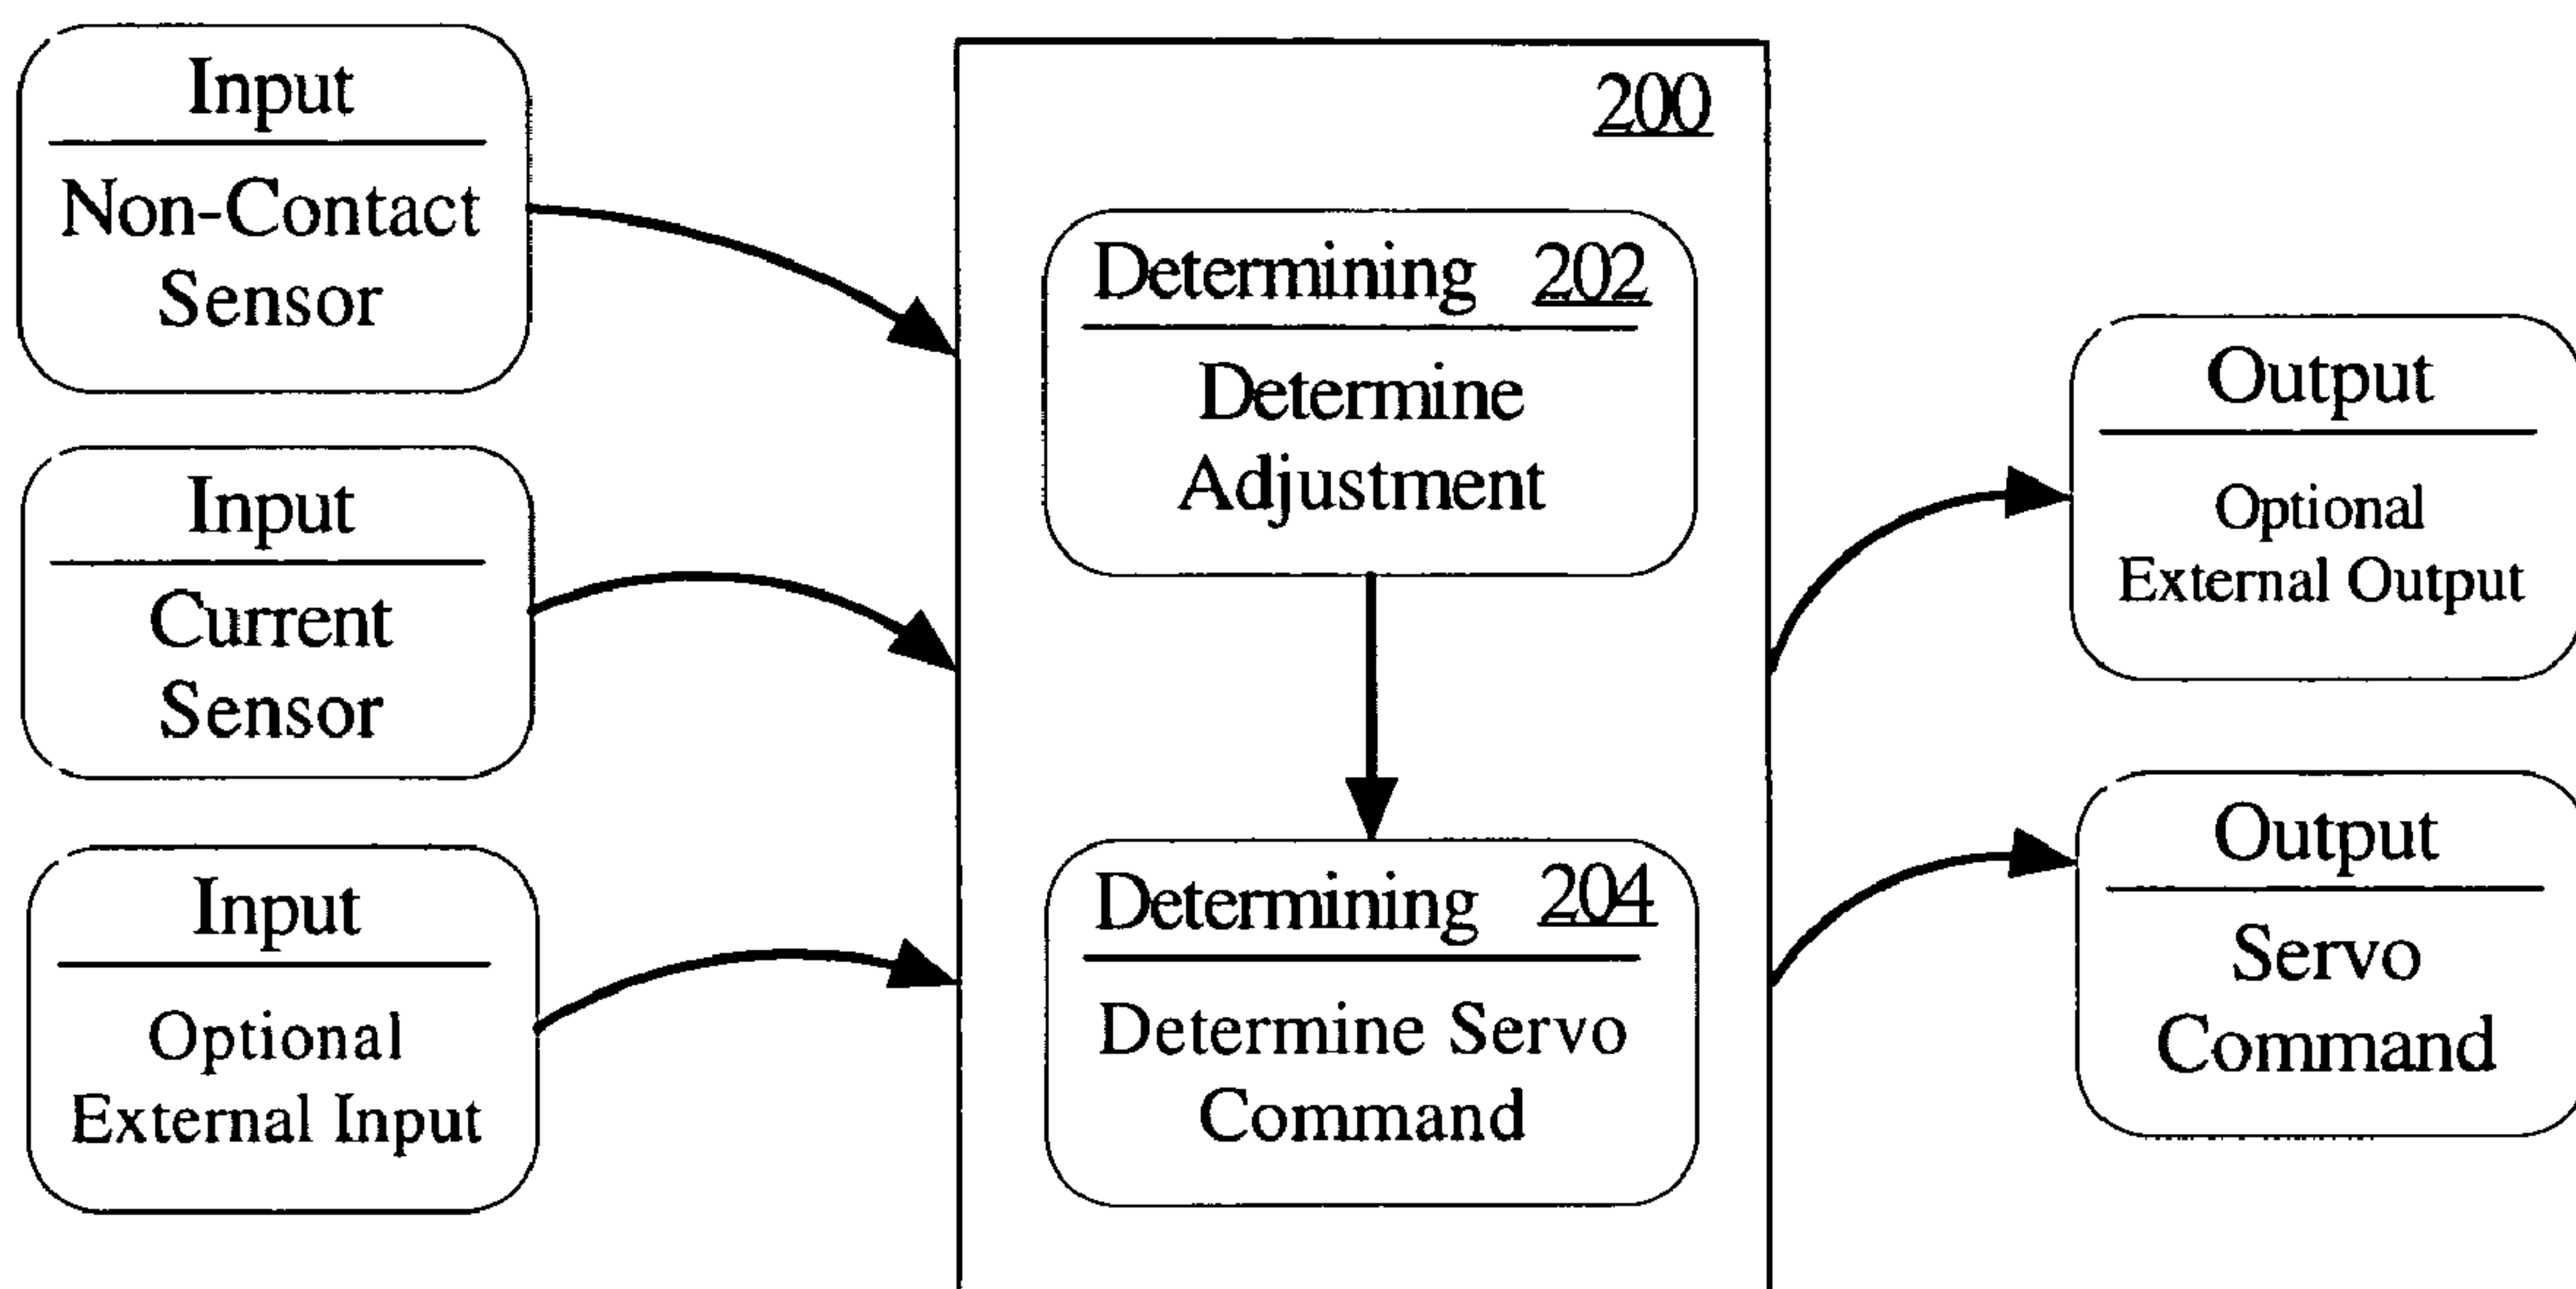 Input
Non-Contact
Sensor
Input
Current
Sensor
Input
Optional
External Input
200
Determining 202
Determine
Adjustment
Determining 204
Determine Servo
Command
Output
Optional
External Output
Output
Servo
Command